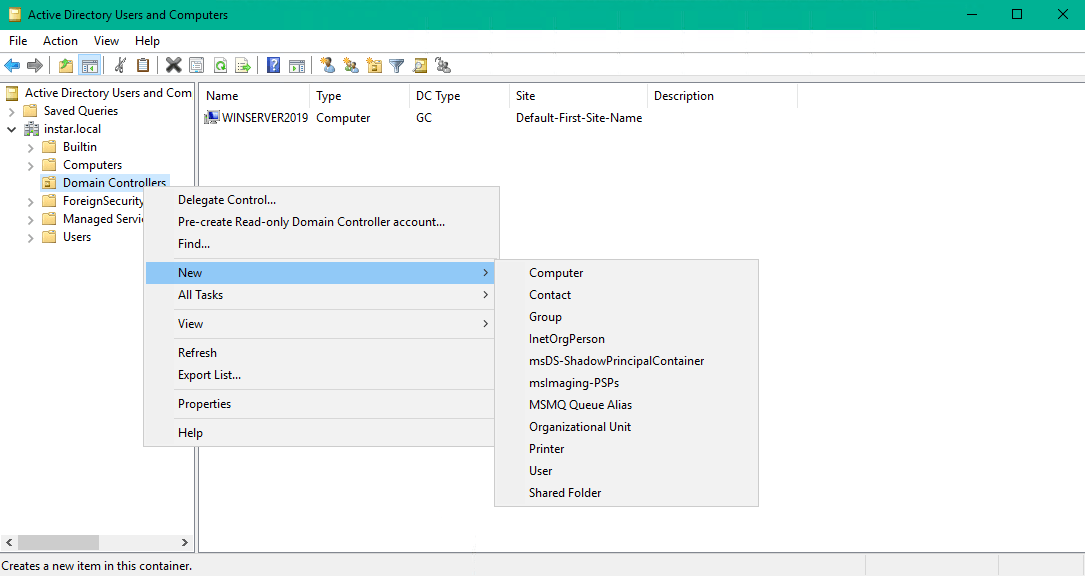 Active Directory Users and Computers
File Action View Help
Active Directory Users and Com
Saved Queries
instar.local
Builtin
Computers
Domain Controllers
ForeignSecurity
Managed Servi
Users
Name Type DC Type Site Description
WINSERVER2019 Computer GC Default-First-Site-Name
Delegate Control...
Pre-create Read-only Domain Controller account...
Find...
New
All Tasks
View
Refresh
Export List...
Properties
Help
Computer
Contact
Group
InetOrgPerson
msDS-ShadowPrincipalContainer
msImaging-PSPs
MSMQ Queue Alias
Organizational Unit
Printer
User
Shared Folder
Creates a new item in this container.